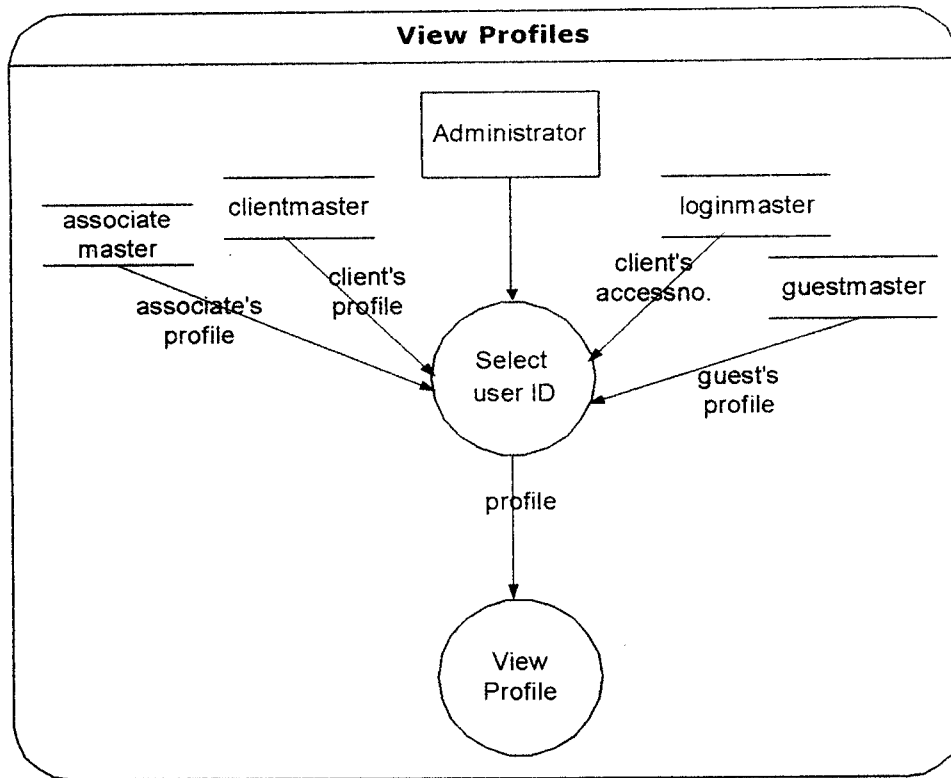 View Profiles
Administrator
associate
master
clientmaster
loginmaster
guestmaster
associate's
profile
client's
profile
client's
accessno.
guest's
profile
Select
user ID
profile
View
Profile